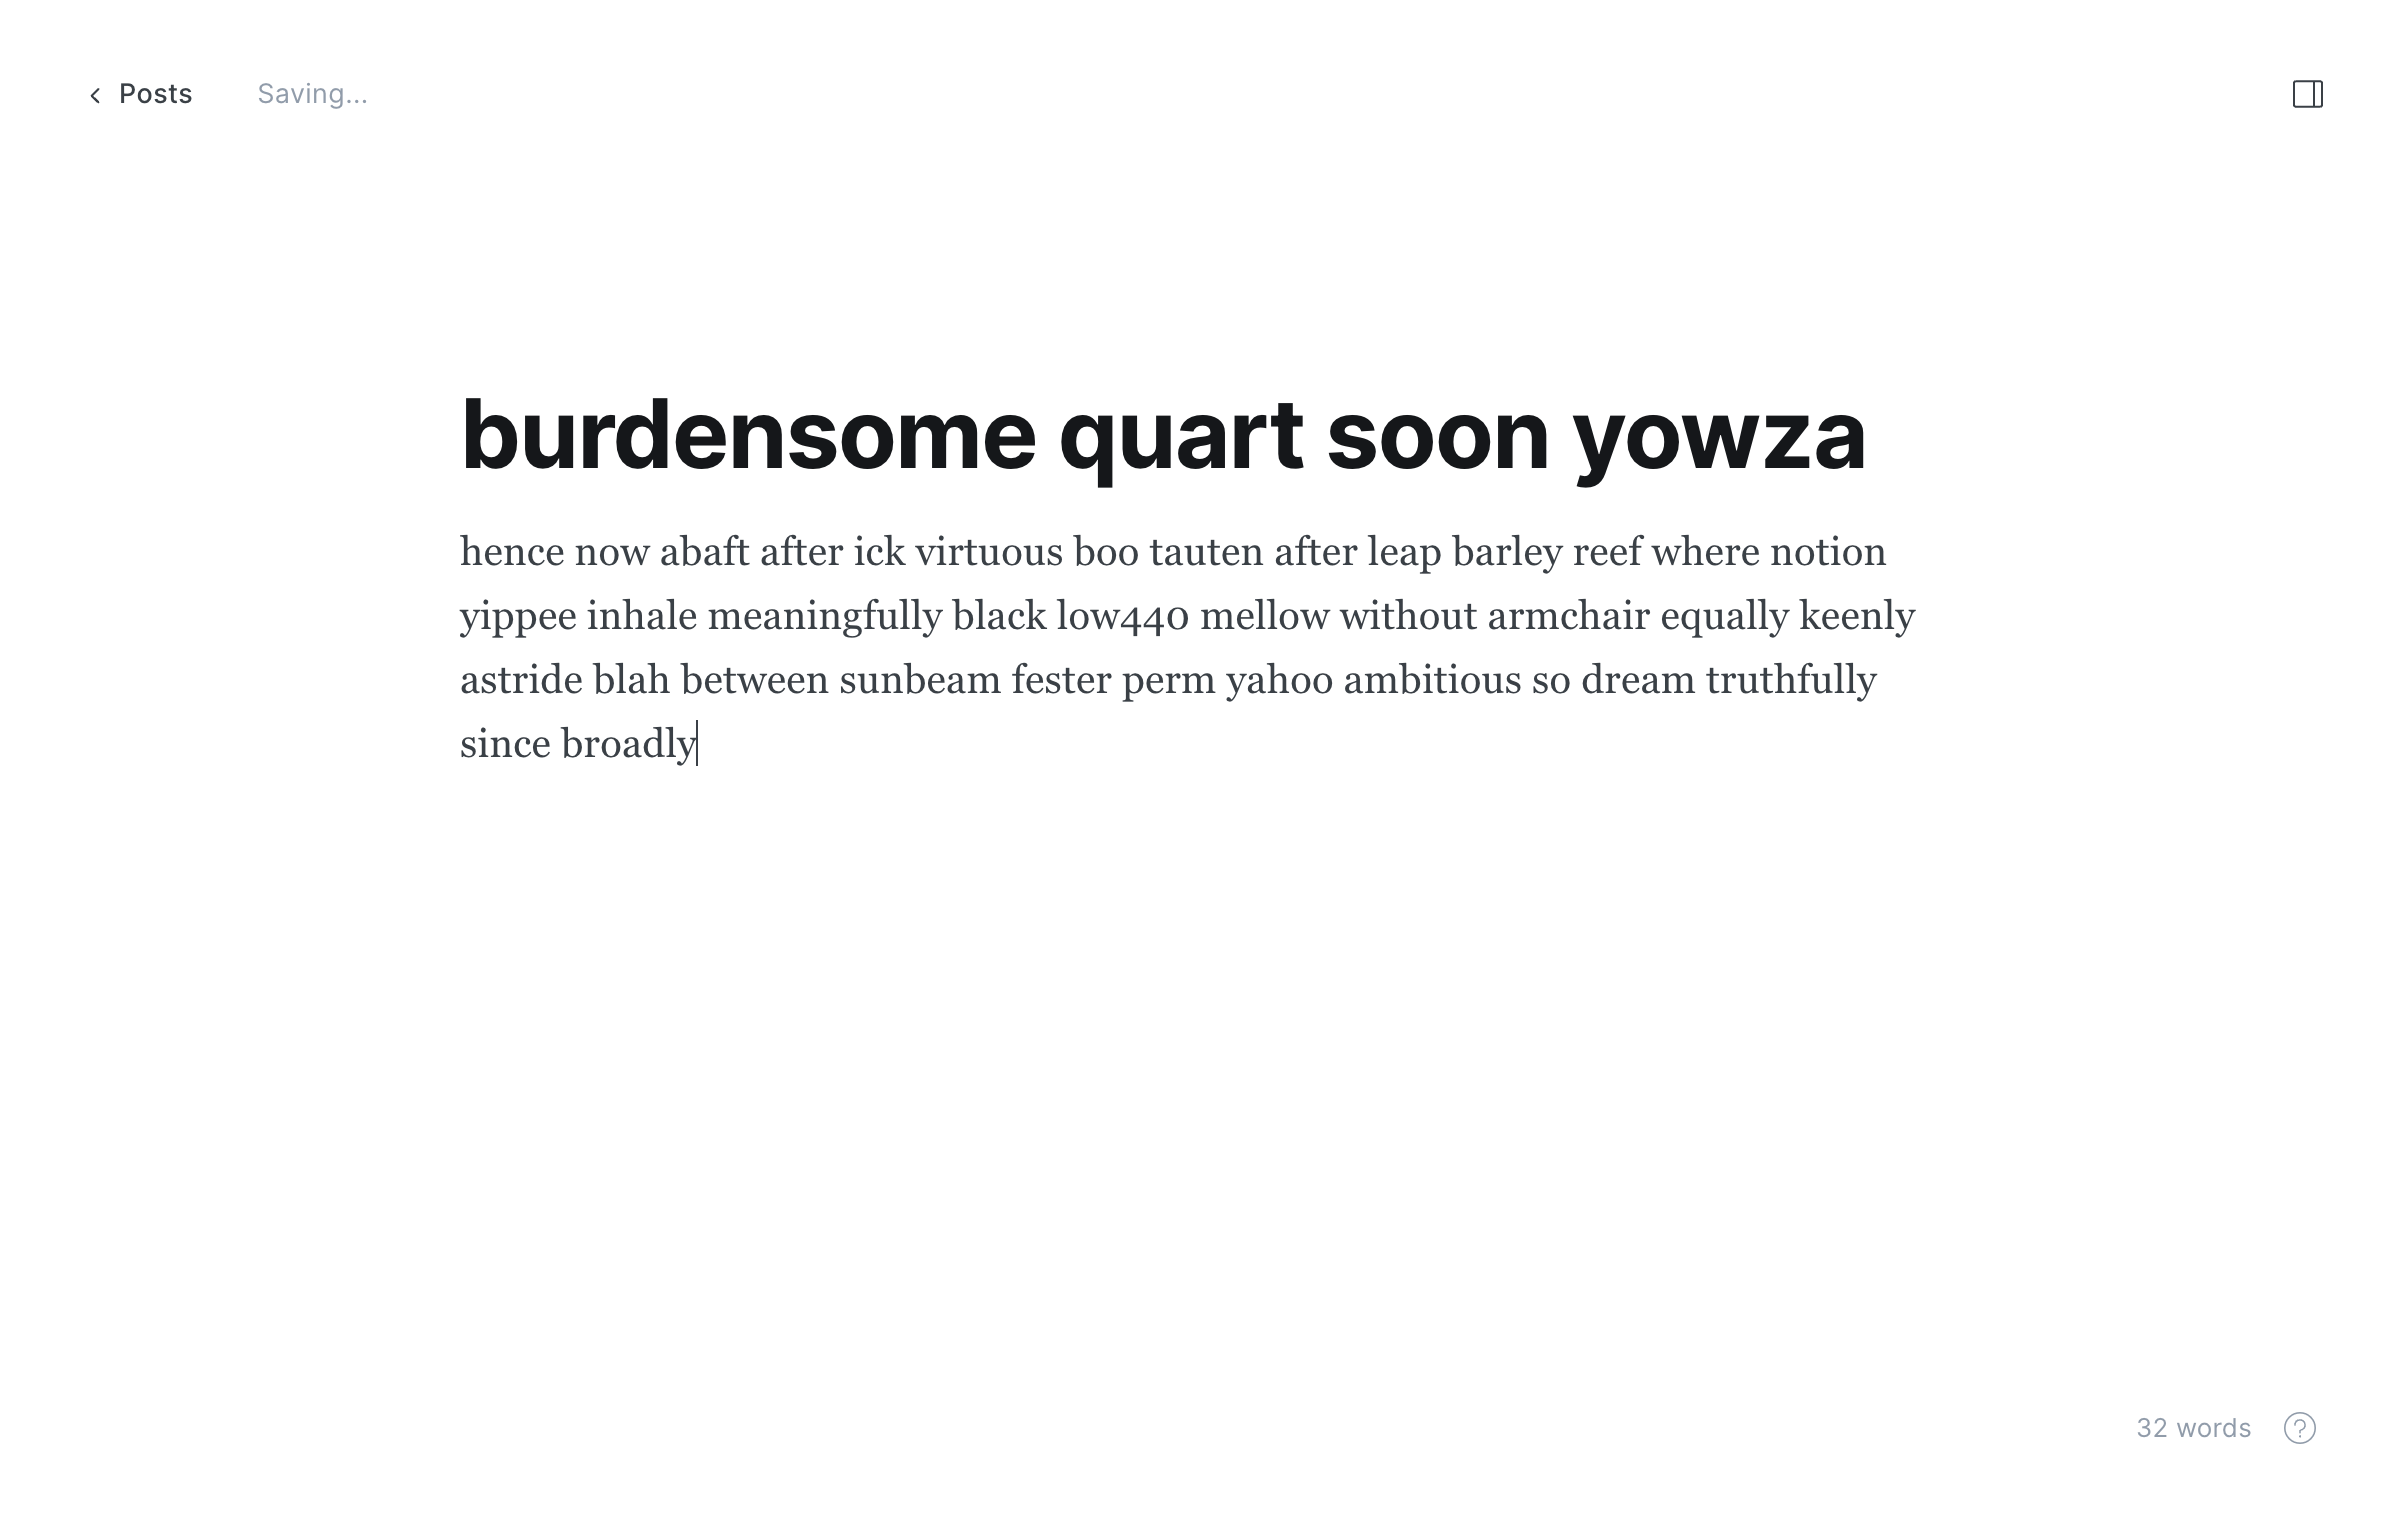 Posts
Saving...
burdensome quart soon yowza
hence now abaft after ick virtuous boo tauten after leap barley reef where notion
yippee inhale meaningfully black low440 mellow without armchair equally keenly
astride blah between sunbeam fester perm yahoo ambitious so dream truthfully
since broadly
32 words
?